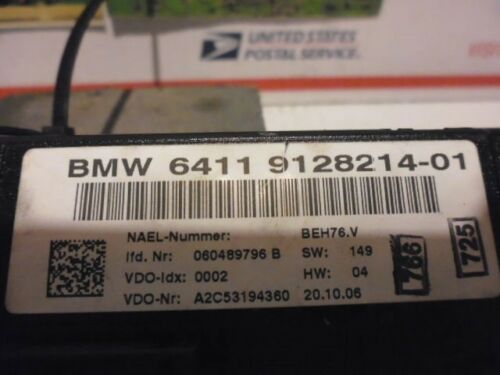 UNITED STATES
POSTAL SERVICE.
BMW 6411 9128214-01
NAEL-Nummer: BEH76.V
lfd. Nr: 060489796 B SW: 149
VDO-Idx: 0002 HW: 04
VDO-Nr: A2C53194360 20.10.06
766
725